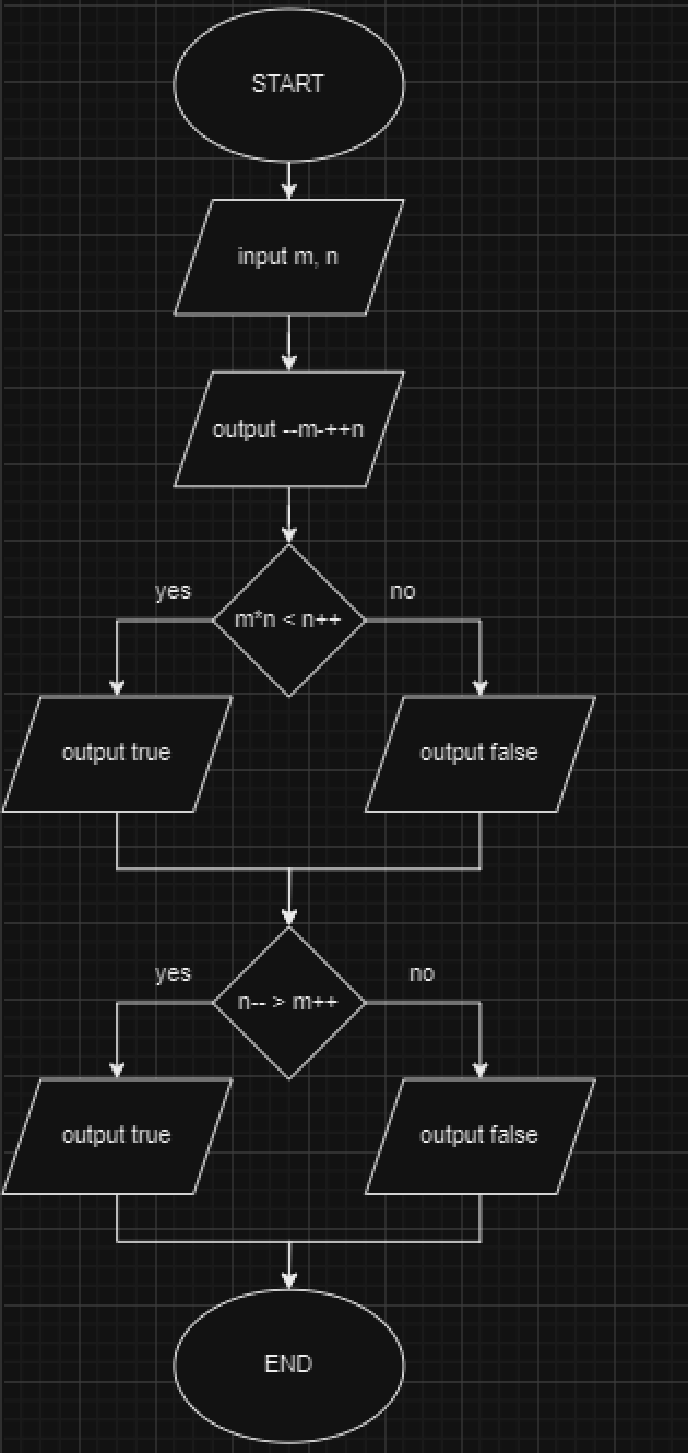 START
input m, n
output --m-++n
yes
no
m*n < n++
output true
output false
yes
no
n-- > m++
output true
output false
END